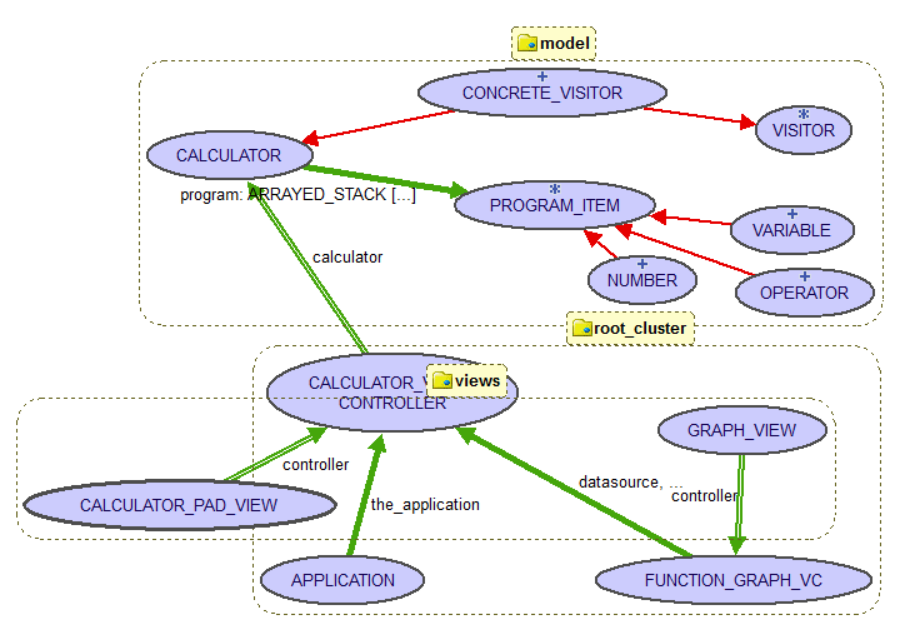 model
+
CONCRETE_VISITOR
*
VISITOR
CALCULATOR
program: ARRAYED_STACK [...]
*
PROGRAM_ITEM
+
VARIABLE
calculator
+
NUMBER
+
OPERATOR
root_cluster
CALCULATOR_V
CONTROLLER
views
GRAPH_VIEW
controller
datasource, ...
controller
CALCULATOR_PAD_VIEW
the_application
APPLICATION
FUNCTION_GRAPH_VC